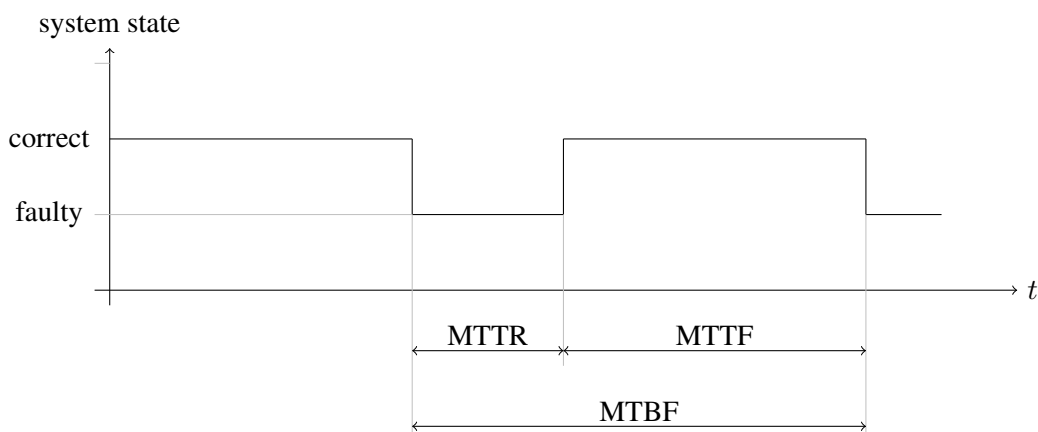 system state
correct
faulty
t
MTTR
MTTF
MTBF